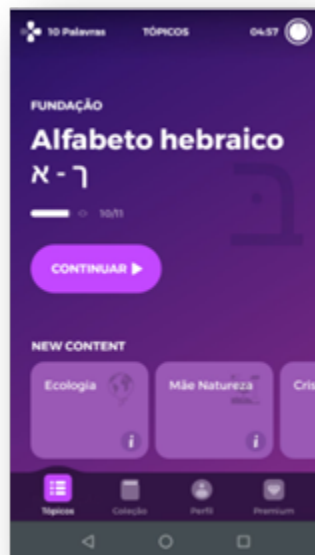 10 Palavras TÓPICOS 04:57
FUNDAÇÃO
Alfabeto hebraico
א - ך
10/11
CONTINUAR
NEW CONTENT
Ecologia Mãe Natureza Cris
i i
Tópicos Coleção Perfil Premium